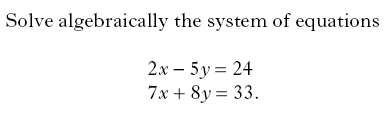 Solve algebraically the system of equations
2x – 5y = 24
7x + 8y = 33.